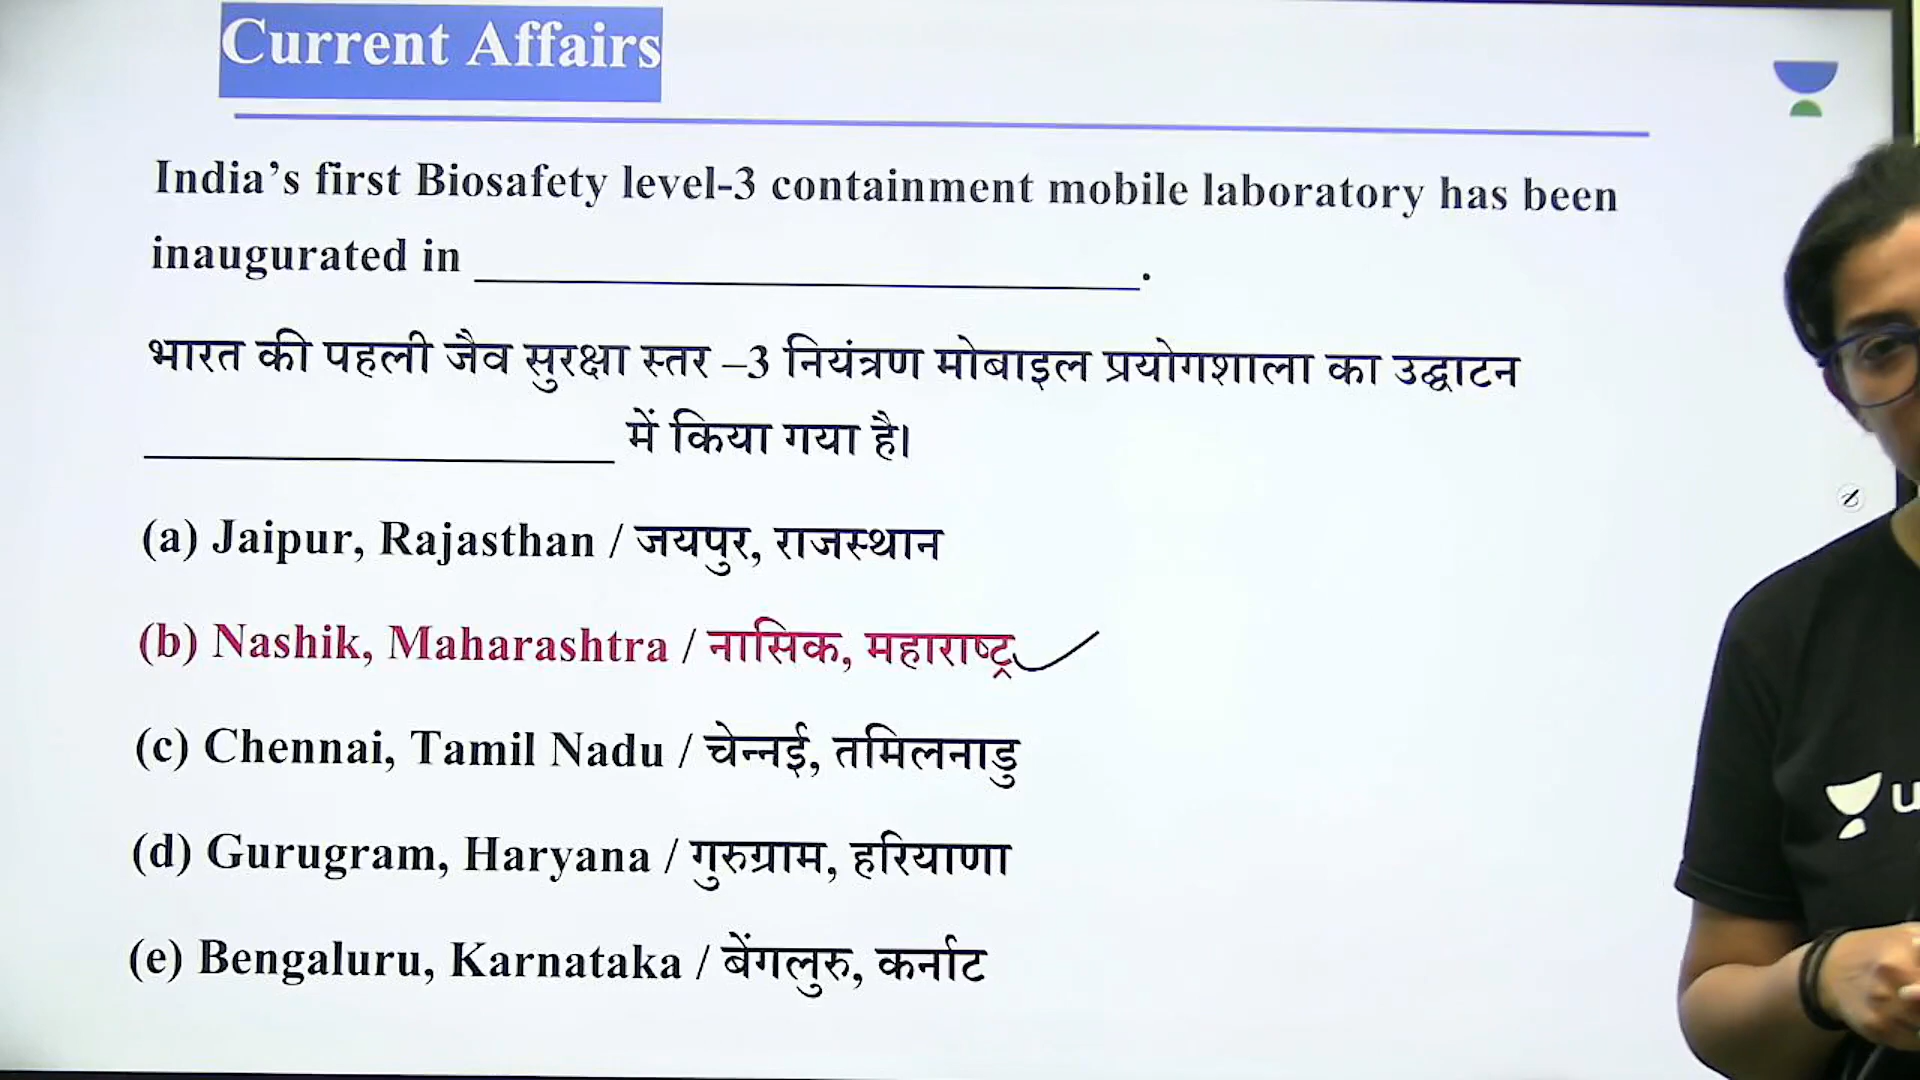 Current Affairs
India's first Biosafety level-3 containment mobile laboratory has been
inaugurated in ______________________________.
भारत की पहली जैव सुरक्षा स्तर –3 नियंत्रण मोबाइल प्रयोगशाला का उद्घाटन
_____________________ में किया गया है।
(a) Jaipur, Rajasthan / जयपुर, राजस्थान
(b) Nashik, Maharashtra / नासिक, महाराष्ट्र
(c) Chennai, Tamil Nadu / चेन्नई, तमिलनाडु
(d) Gurugram, Haryana / गुरुग्राम, हरियाणा
(e) Bengaluru, Karnataka / बेंगलुरु, कर्नाट